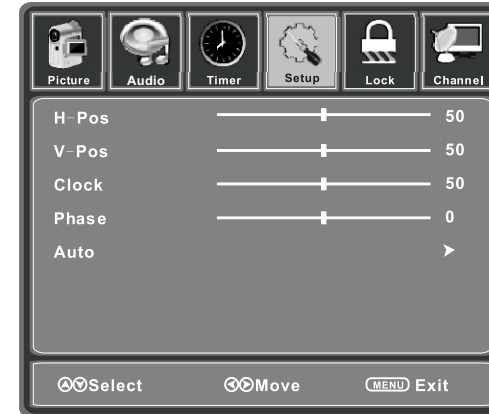 Picture Audio Timer Setup Lock Channel
H-Pos 50
V-Pos 50
Clock 50
Phase 0
Auto
Select Move MENU Exit